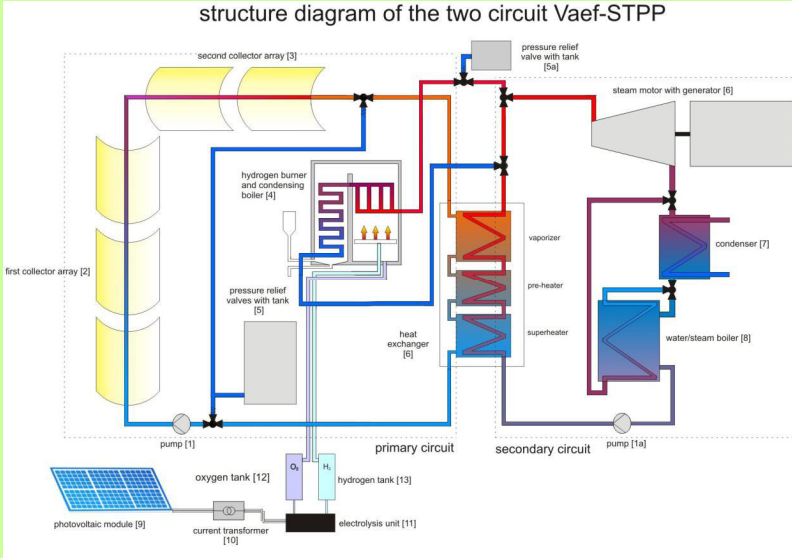 structure diagram of the two circuit Vaef-STPP
second collector array [3]
pressure relief
valve with tank
[5a]
steam motor with generator [6]
hydrogen burner
and condensing
boiler [4]
first collector array [2]
pressure relief
valves with tank
[5]
vaporizer
pre-heater
superheater
heat
exchanger
[6]
condenser [7]
water/steam boiler [8]
pump [1]
primary circuit
secondary circuit
pump [1a]
oxygen tank [12]
O₂
H₂
hydrogen tank [13]
photovoltaic module [9]
current transformer
[10]
electrolysis unit [11]